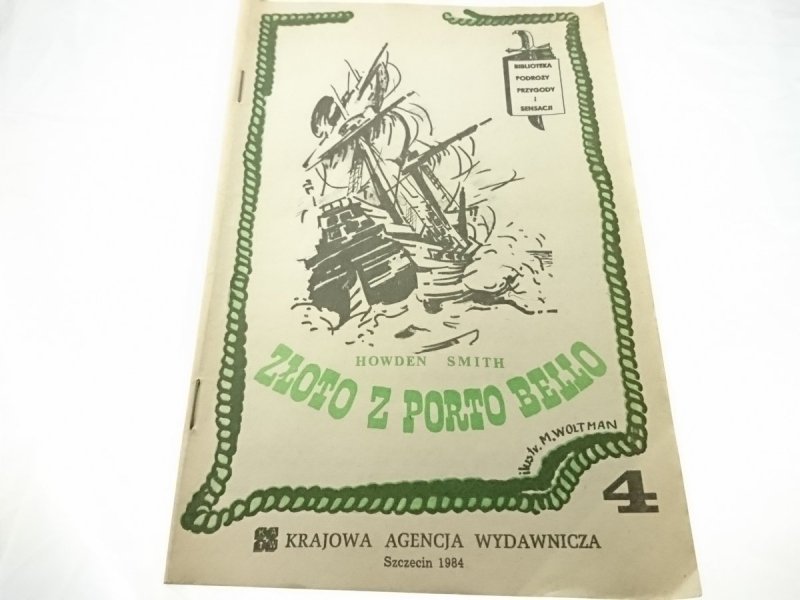 BIBLIOTEKA
PODRÓŻY
PRZYGODY
I
SENSACJI
HOWDEN SMITH
ZŁOTO Z PORTO BELLO
ilustr. M. WOLTMAN
4
KRAJOWA AGENCJA WYDAWNICZA
Szczecin 1984